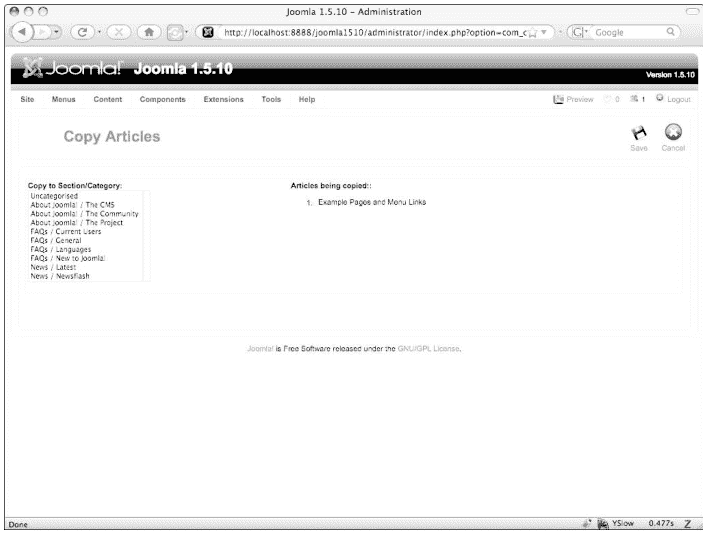 Joomla 1.5.10 – Administration
http://localhost:8888/joomla1510/administrator/index.php?option=com_c
Google
Joomla! Joomla 1.5.10
Version 1.5.10
Site Menus Content Components Extensions Tools Help Preview 0 1 Logout
Copy Articles
Save Cancel
Copy to Section/Category:
Uncategorised
About Joomla! / The CMS
About Joomla! / The Community
About Joomla! / The Project
FAQs / Current Users
FAQs / General
FAQs / Languages
FAQs / New to Joomla!
News / Latest
News / Newsflash
Articles being copied::
1. Example Pages and Menu Links
Joomla! is Free Software released under the GNU/GPL License.
Done YSlow 0.477s Z